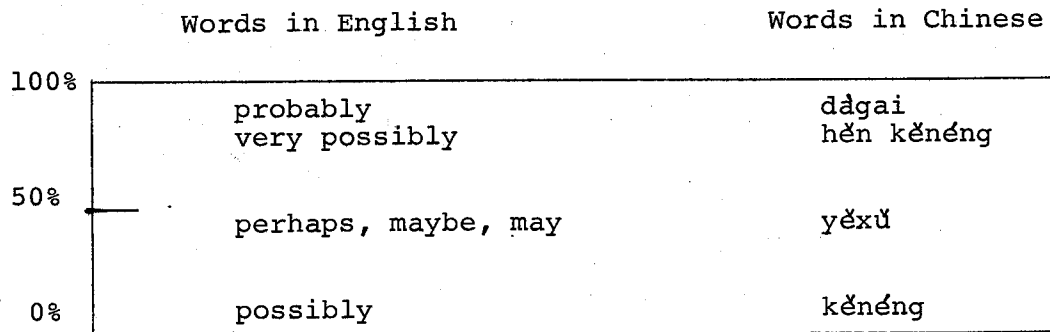 Words in English Words in Chinese
100%
probably dàgai
very possibly hěn kěnéng
50%
perhaps, maybe, may yěxǔ
0% possibly kěnéng